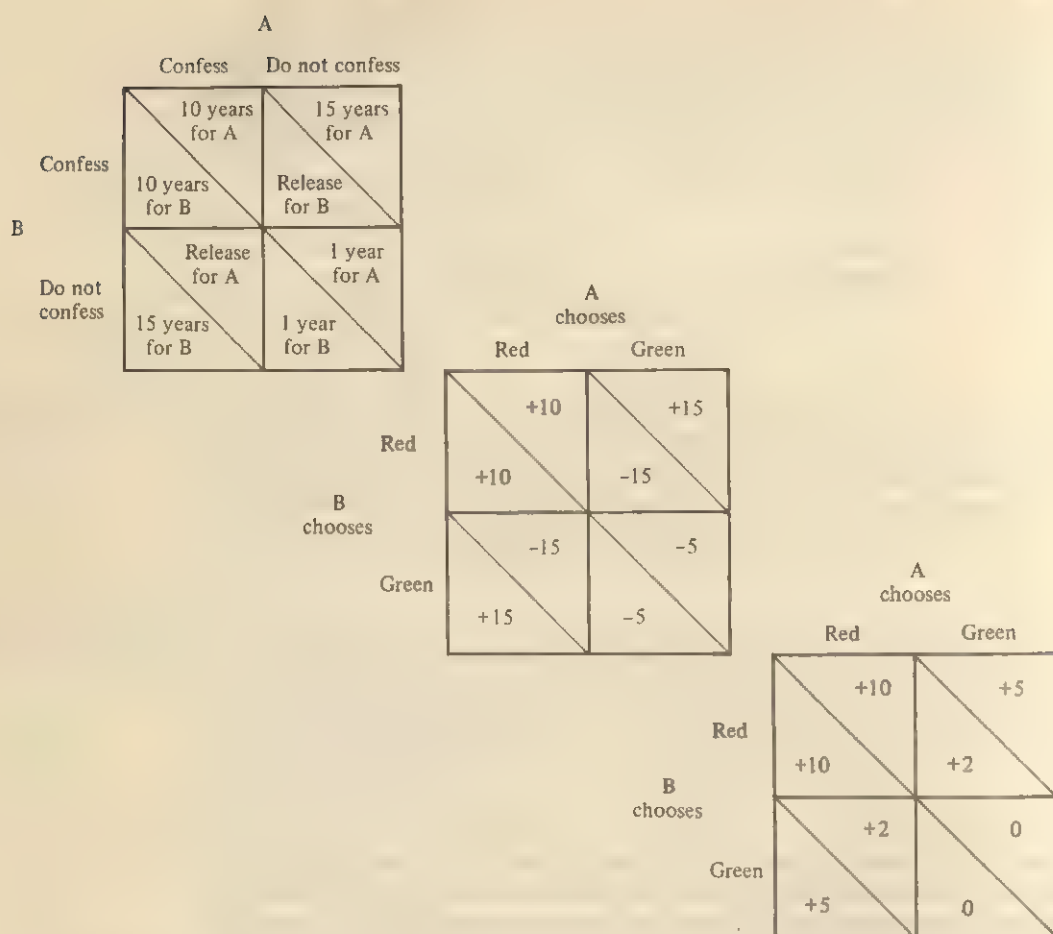 A
Confess Do not confess
10 years
for A
15 years
for A
Confess
10 years
for B
Release
for B
B
Release
for A
1 year
for A
Do not
confess
15 years
for B
1 year
for B
A
chooses
Red Green
+10 +15
Red
+10 -15
B
chooses
-15 -5
Green
+15 -5
A
chooses
Red Green
+10 +5
Red
+10 +2
B
chooses
+2 0
Green
+5 0